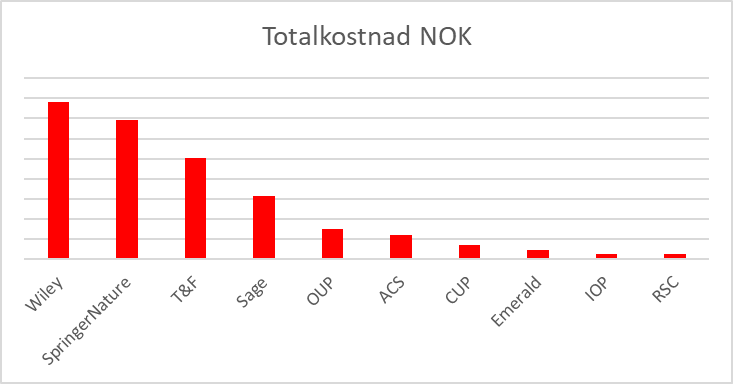 Totalkostnad NOK
Wiley
SpringerNature
T&F
Sage
OUP
ACS
CUP
Emerald
IOP
RSC